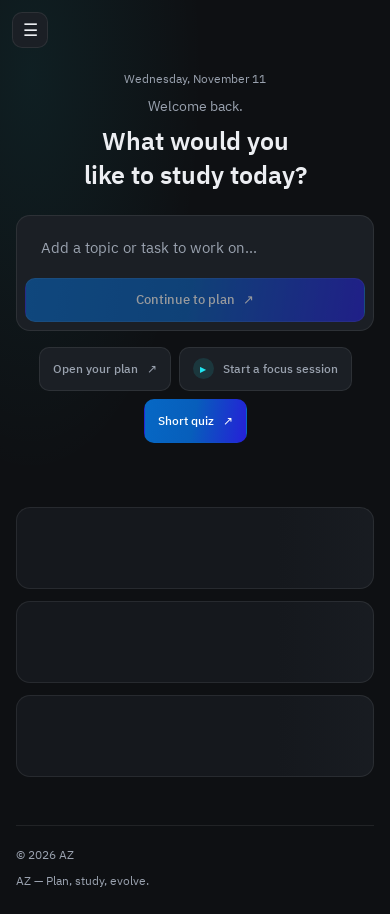 Wednesday, November 11
Welcome back.
What would you
like to study today?
Add a topic or task to work on...
Continue to plan ↗
Open your plan ↗
Start a focus session
Short quiz ↗
© 2026 AZ
AZ — Plan, study, evolve.